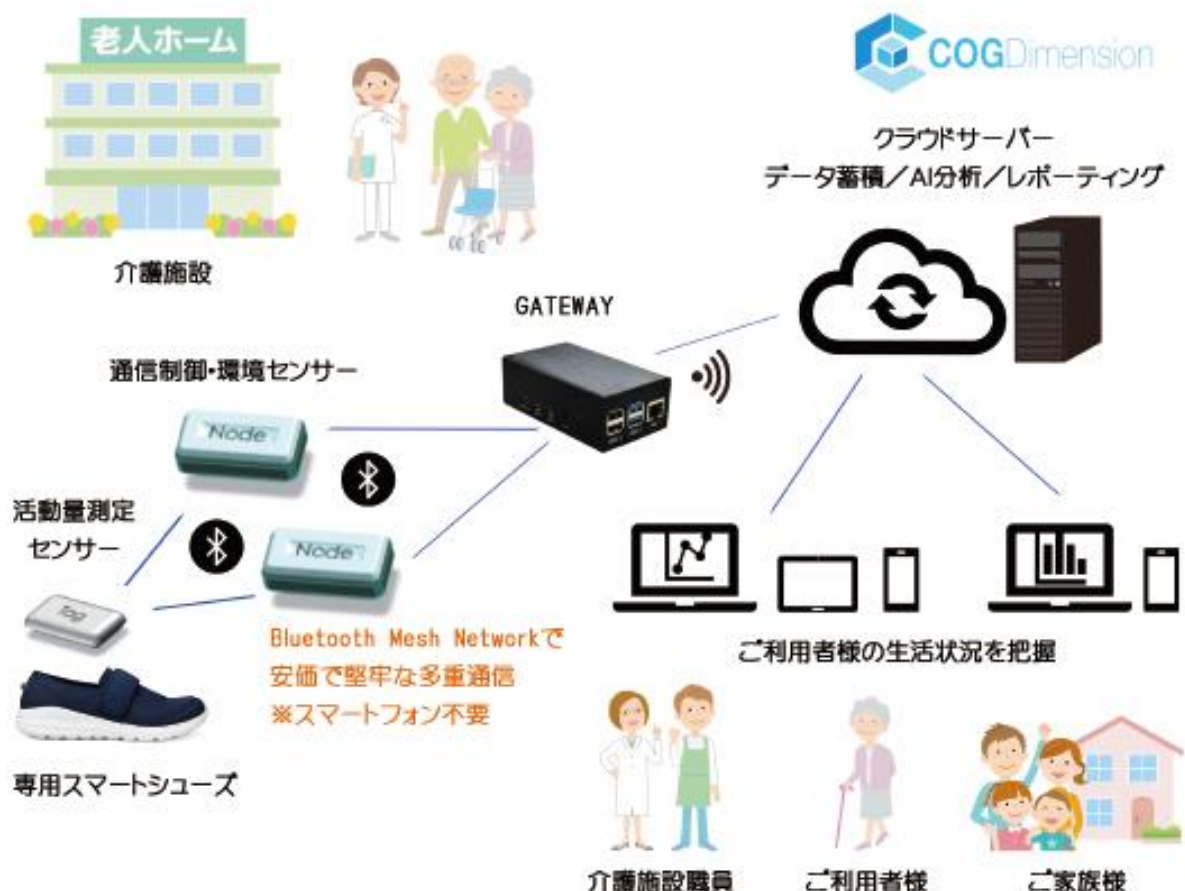 老人ホーム
COGDimension
クラウドサーバー
データ蓄積／AI分析／レポーティング
介護施設
GATEWAY
通信制御・環境センサー
Node
活動量測定
センサー
Node
Tag
Bluetooth Mesh Networkで
安価で堅牢な多重通信
※スマートフォン不要
ご利用者様の生活状況を把握
専用スマートシューズ
介護施設職員
ご利用者様
ご家族様